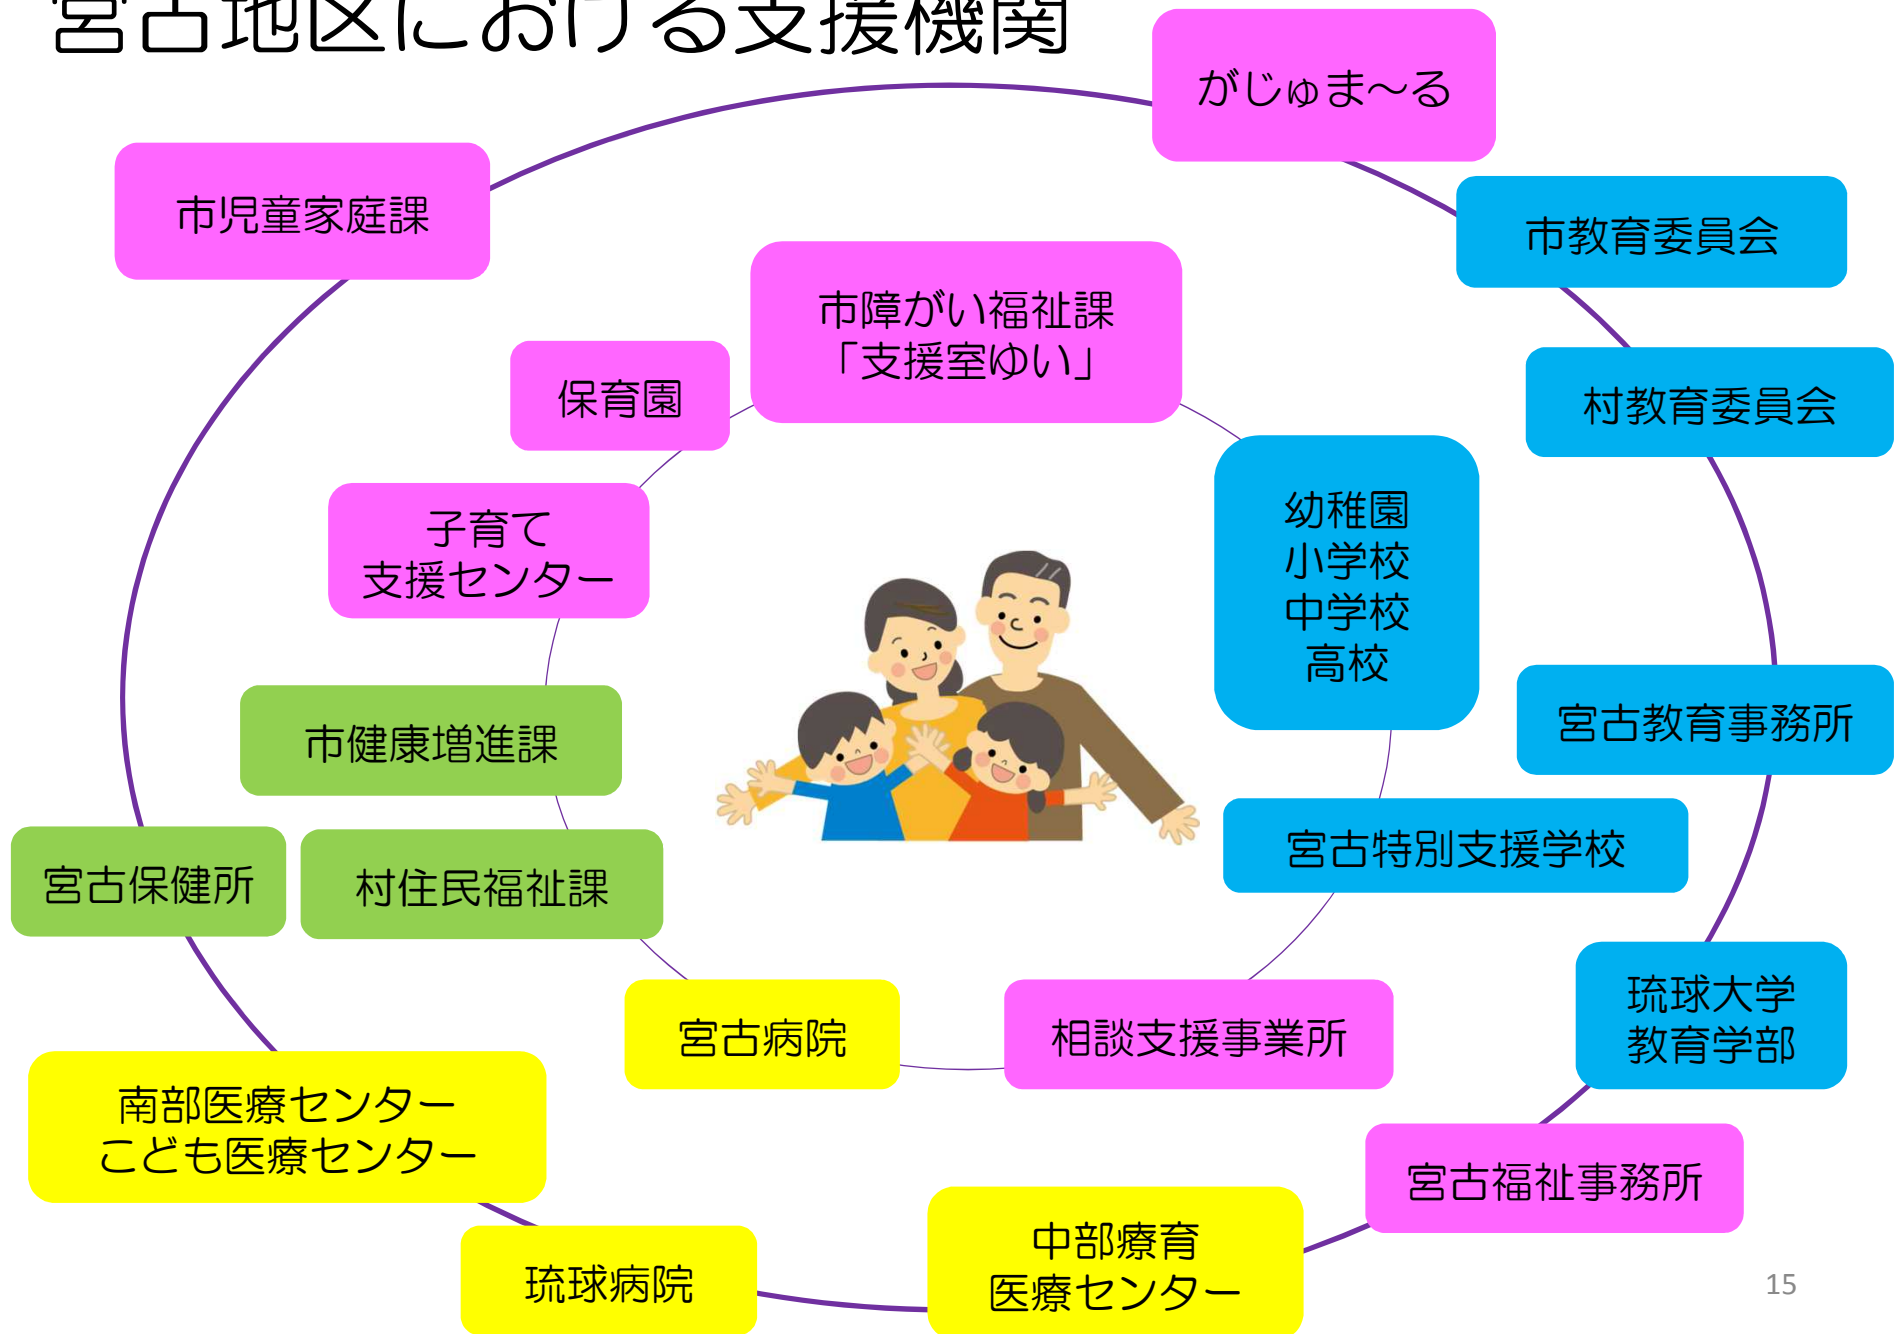 宮古地区における支援機関
がじゅま～る
市児童家庭課
市教育委員会
市障がい福祉課
「支援室ゆい」
保育園
村教育委員会
子育て
支援センター
幼稚園
小学校
中学校
高校
市健康増進課
宮古教育事務所
宮古特別支援学校
宮古保健所
村住民福祉課
琉球大学
教育学部
宮古病院
相談支援事業所
南部医療センター
こども医療センター
宮古福祉事務所
琉球病院
中部療育
医療センター
15